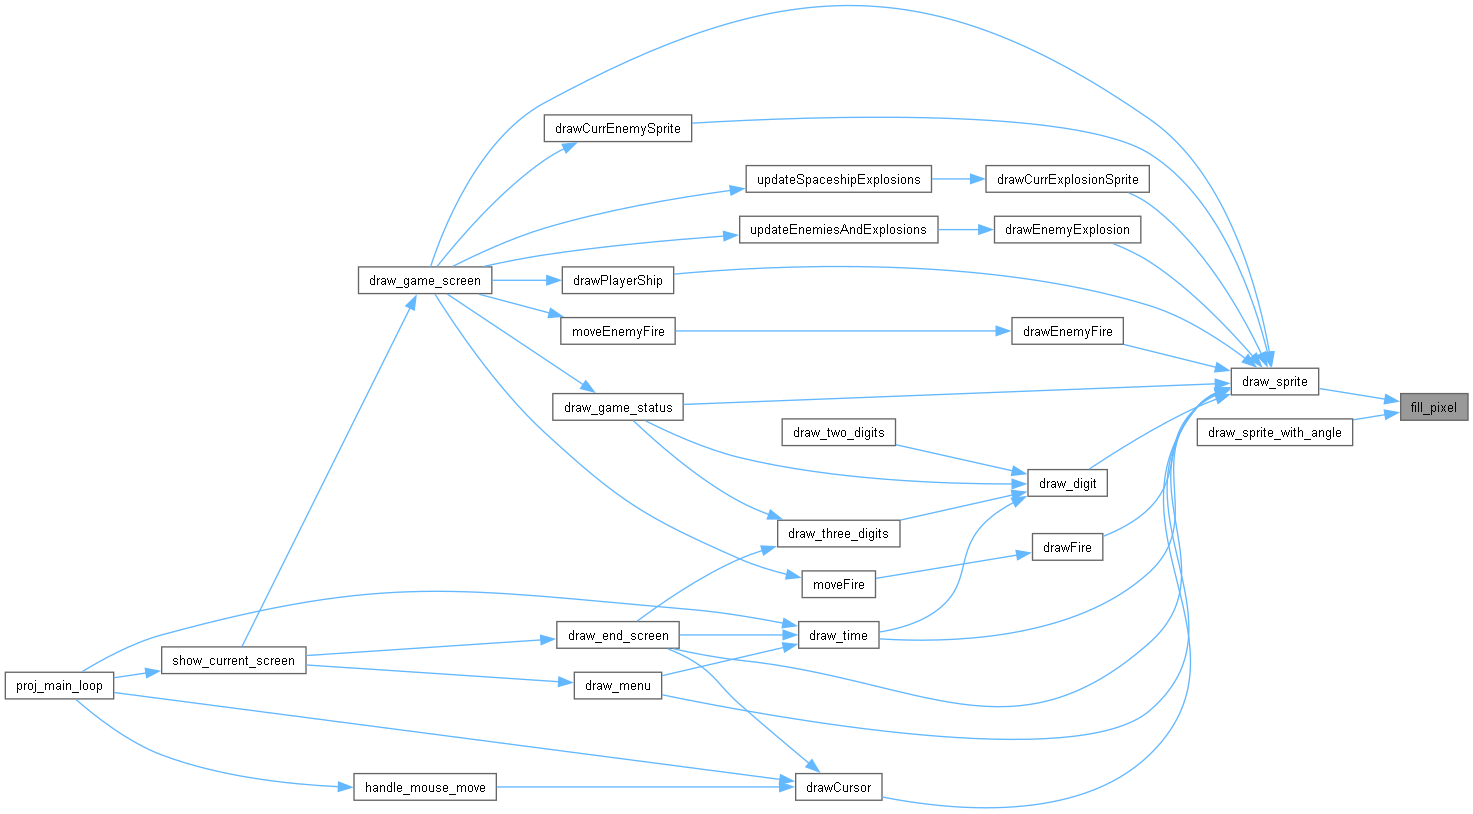 drawCurrEnemySprite
updateSpaceshipExplosions
drawCurrExplosionSprite
updateEnemiesAndExplosions
drawEnemyExplosion
draw_game_screen
drawPlayerShip
moveEnemyFire
drawEnemyFire
draw_sprite
draw_game_status
fill_pixel
draw_two_digits
draw_sprite_with_angle
draw_digit
draw_three_digits
drawFire
moveFire
draw_end_screen
draw_time
show_current_screen
proj_main_loop
draw_menu
handle_mouse_move
drawCursor